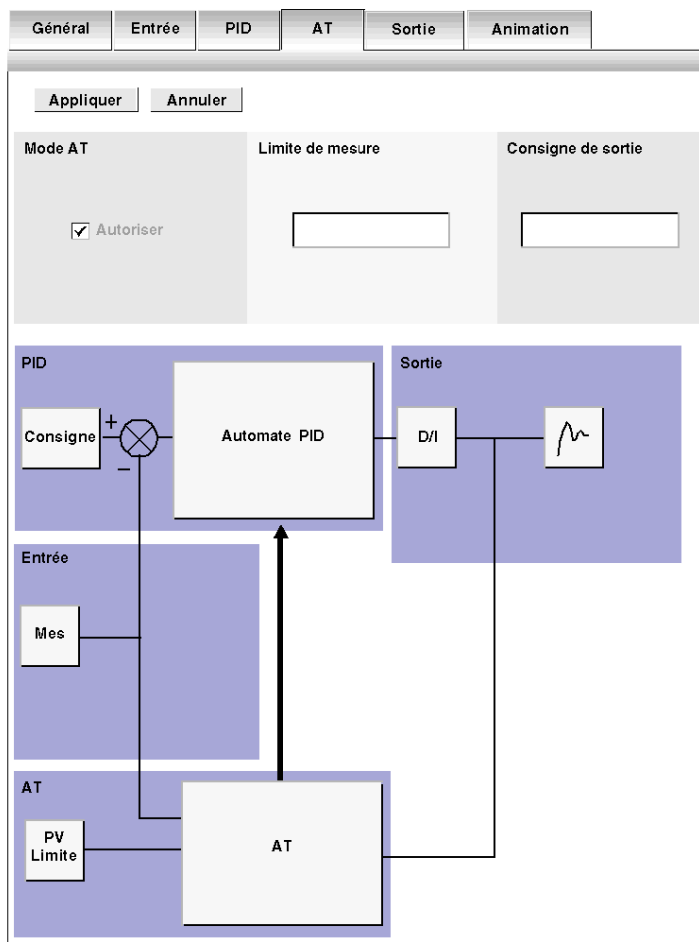 Général Entrée PID AT Sortie Animation
Appliquer Annuler
Mode AT Limite de mesure Consigne de sortie
Autoriser
PID Sortie
Consigne + − Automate PID D/I
Entrée
Mes
AT
PV
Limite
AT